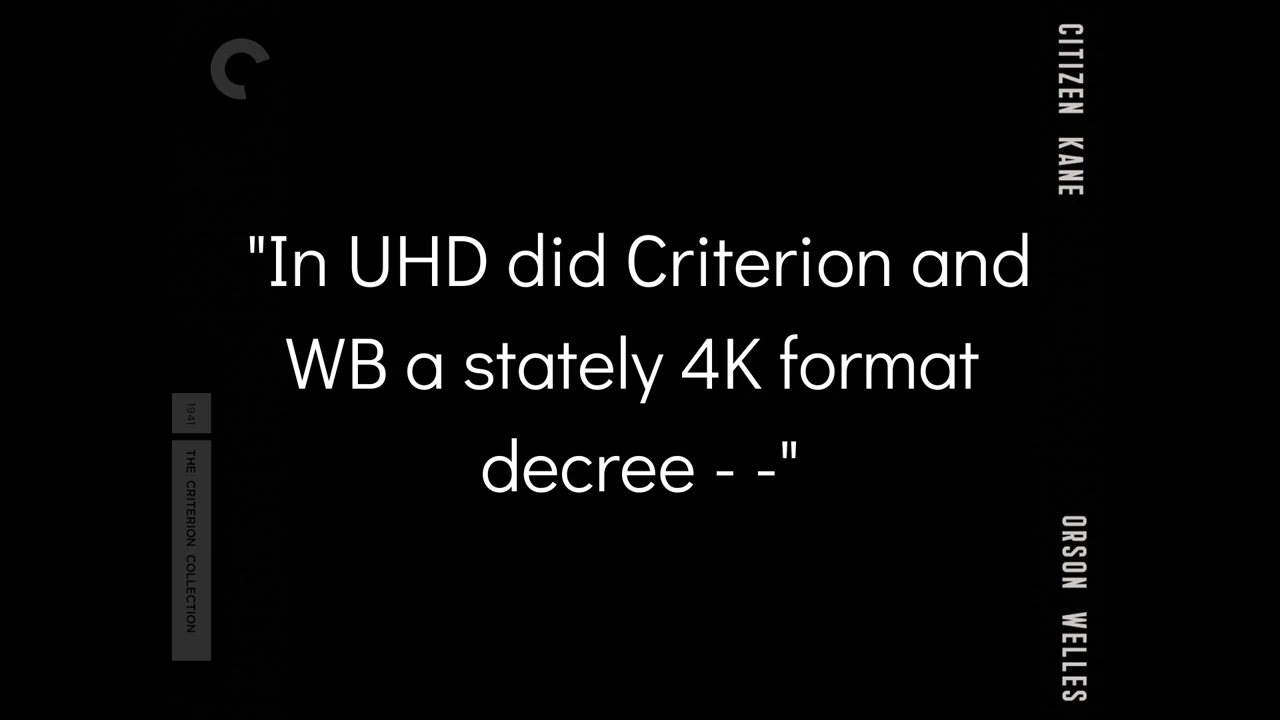 CITIZEN KANE
"In UHD did Criterion and
WB a stately 4K format
decree - -"
1941
THE CRITERION COLLECTION
ORSON WELLES